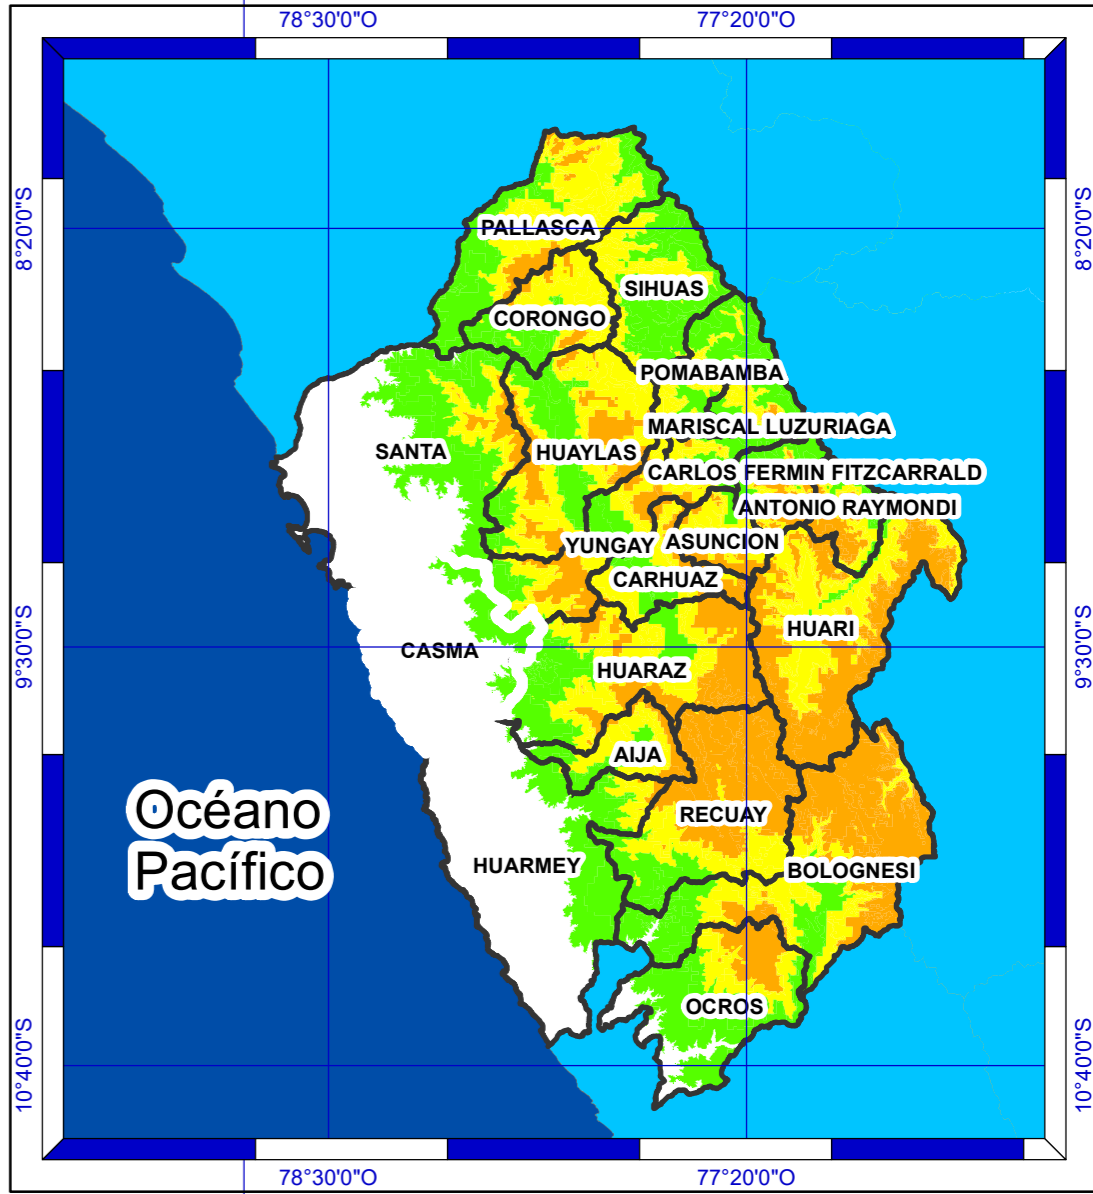 78°30'0"O
77°20'0"O
8°20'0"S
8°20'0"S
PALLASCA
SIHUAS
CORONGO
POMABAMBA
MARISCAL LUZURIAGA
SANTA
HUAYLAS
CARLOS FERMIN FITZCARRALD
ANTONIO RAYMONDI
YUNGAY
ASUNCION
CARHUAZ
HUARI
9°30'0"S
9°30'0"S
CASMA
HUARAZ
AIJA
Océano
Pacífico
RECUAY
HUARMEY
BOLOGNESI
OCROS
10°40'0"S
10°40'0"S
78°30'0"O
77°20'0"O